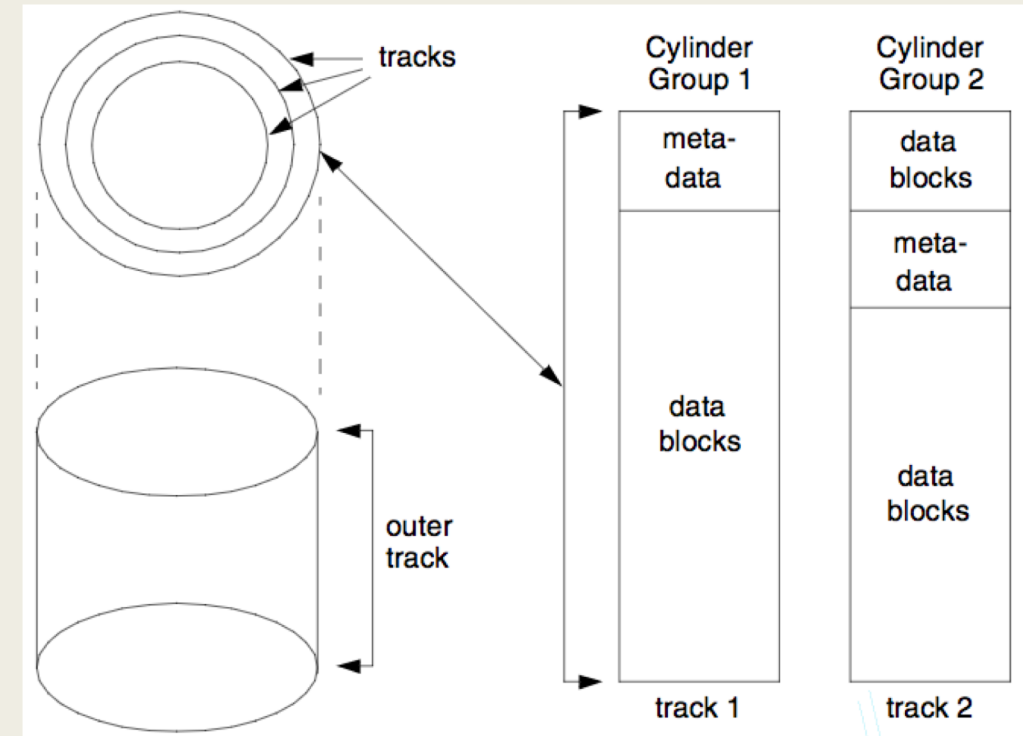 tracks
outer
track
Cylinder
Group 1
meta-
data
data
blocks
track 1
Cylinder
Group 2
data
blocks
meta-
data
data
blocks
track 2